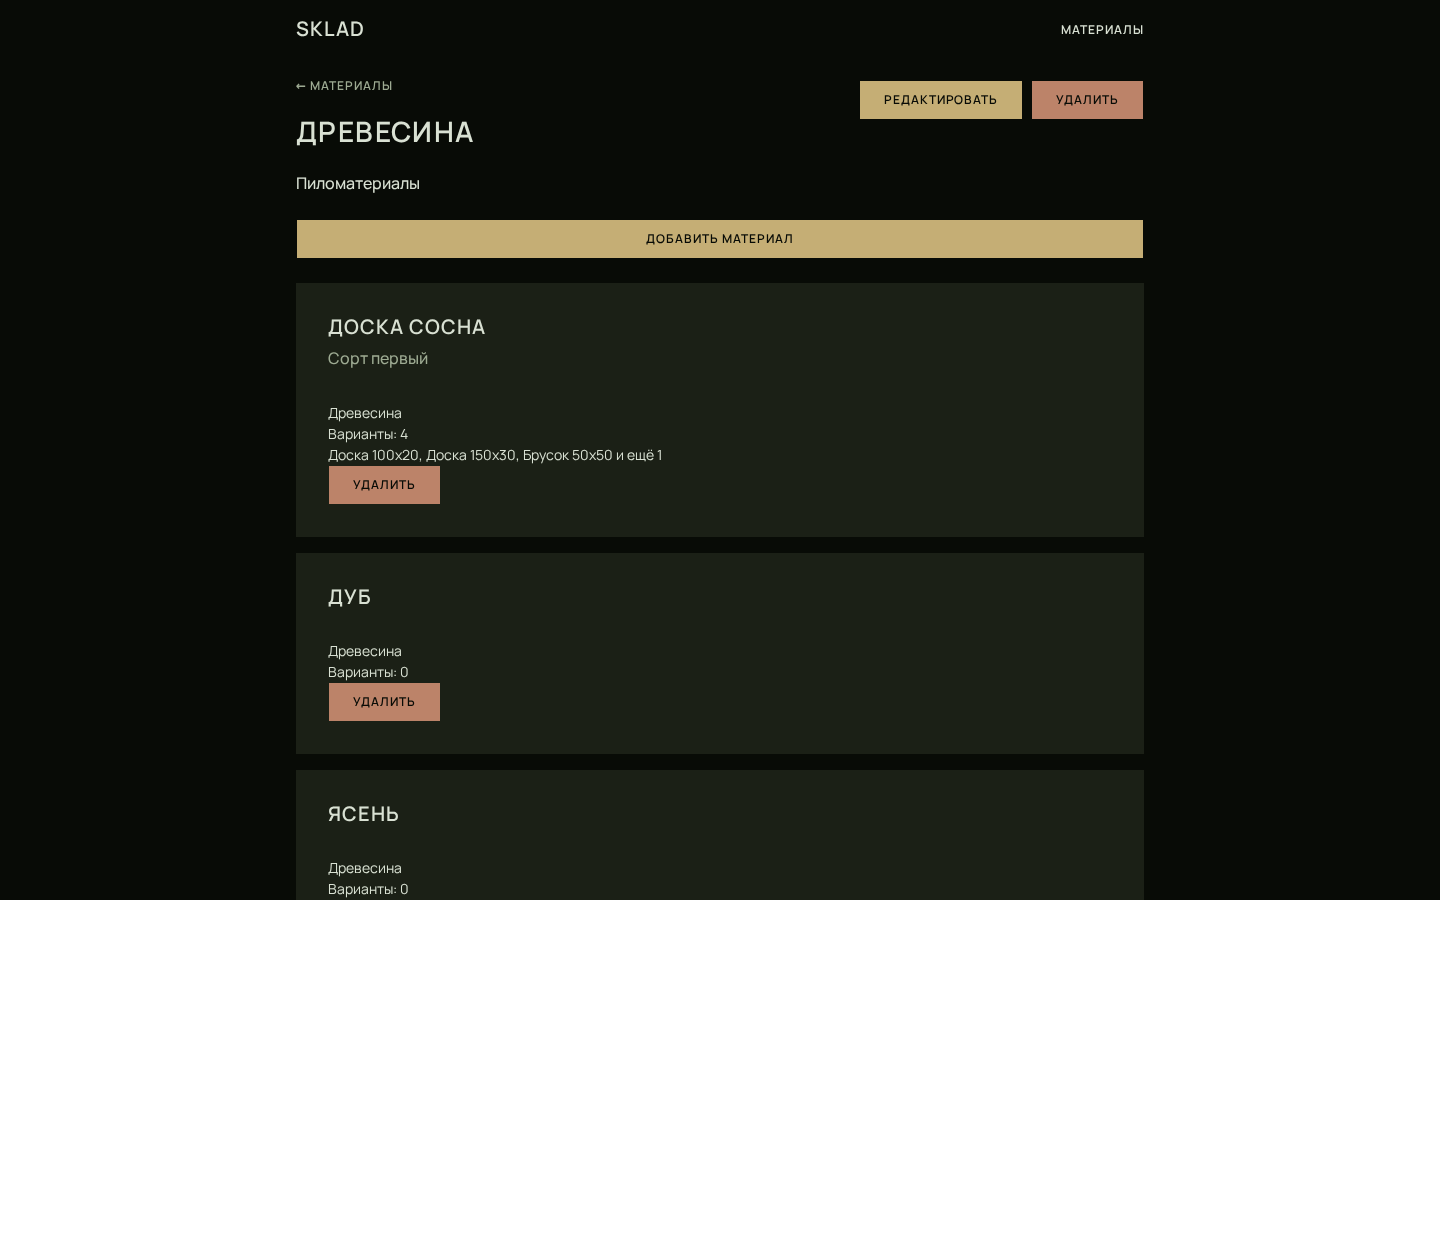 SKLAD
МАТЕРИАЛЫ
← МАТЕРИАЛЫ
РЕДАКТИРОВАТЬ
УДАЛИТЬ
ДРЕВЕСИНА
Пиломатериалы
ДОБАВИТЬ МАТЕРИАЛ
ДОСКА СОСНА
Сорт первый
Древесина
Варианты: 4
Доска 100x20, Доска 150x30, Брусок 50x50 и ещё 1
УДАЛИТЬ
ДУБ
Древесина
Варианты: 0
УДАЛИТЬ
ЯСЕНЬ
Древесина
Варианты: 0